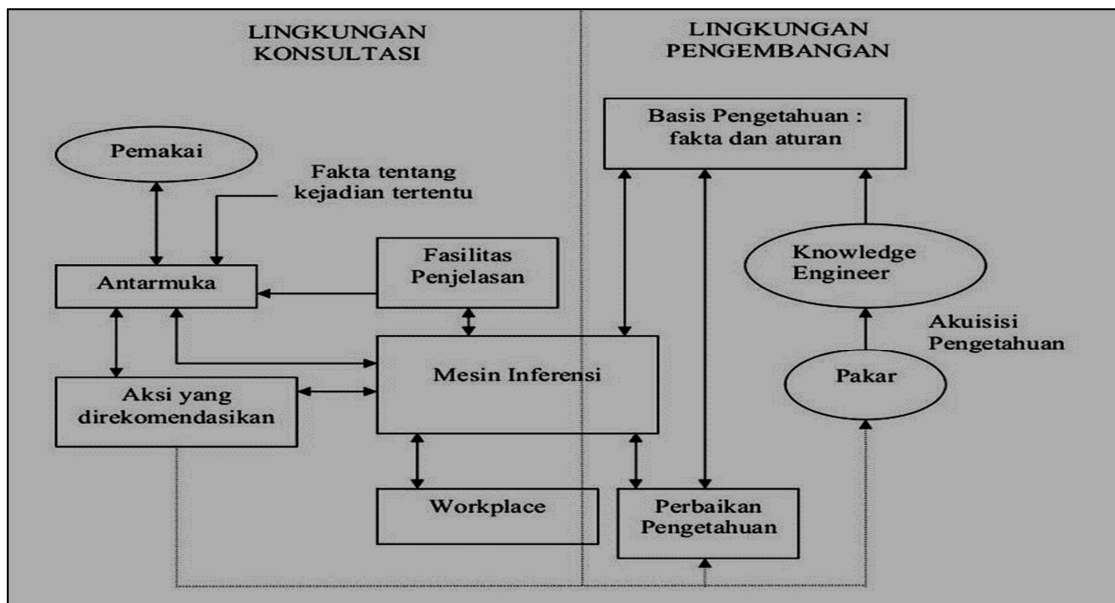 LINGKUNGAN
KONSULTASI
LINGKUNGAN
PENGEMBANGAN
Basis Pengetahuan :
fakta dan aturan
Pemakai
Fakta tentang
kejadian tertentu
Fasilitas
Penjelasan
Knowledge
Engineer
Antarmuka
Akuisisi
Pengetahuan
Mesin Inferensi
Pakar
Aksi yang
direkomendasikan
Workplace
Perbaikan
Pengetahuan